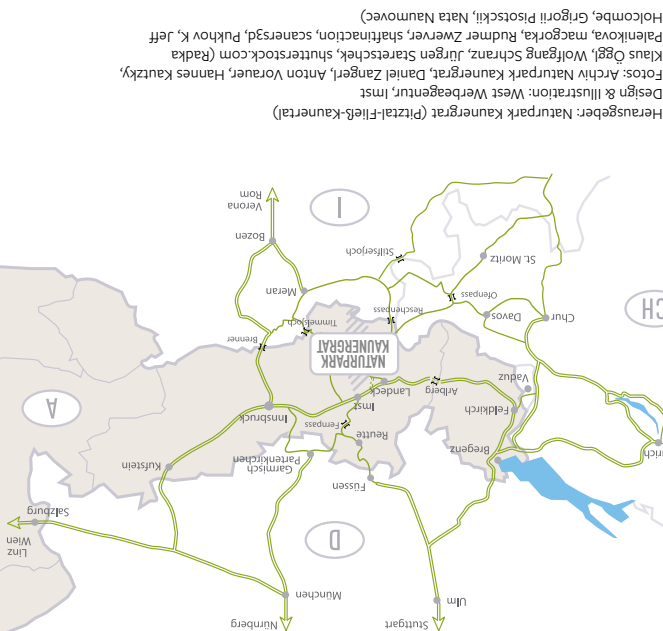 Nürnberg
Stuttgart
München
Ulm
Linz
Wien
Salzburg
D
Füssen
Garmisch
Partenkirchen
Kufstein
Bregenz
Reutte
Fernpass
A
Innsbruck
Imst
Feldkirch
Landeck
Arlberg
Vaduz
NATURPARK
KAUNERGRAT
Brenner
Timmelsjoch
Reschenpass
Davos
Chur
CH
Ofenpass
Meran
St. Moritz
Stilfserjoch
Bozen
I
Verona
Rom
Herausgeber: Naturpark Kaunergrat (Pitztal-Fließ-Kaunertal)
Design & Illustration: West Werbeagentur, Imst
Fotos: Archiv Naturpark Kaunergrat, Daniel Zangerl, Anton Vorauer, Hannes Kautzky,
Klaus Öggl, Wolfgang Schranz, Jürgen Staretschek, shutterstock.com (Radka
Palenikova, macgorka, Rudmer Zwerver, shaftinaction, scaners3d, Pukhov K, Jeff
Holcombe, Grigorii Pisotsckii, Nata Naumovec)